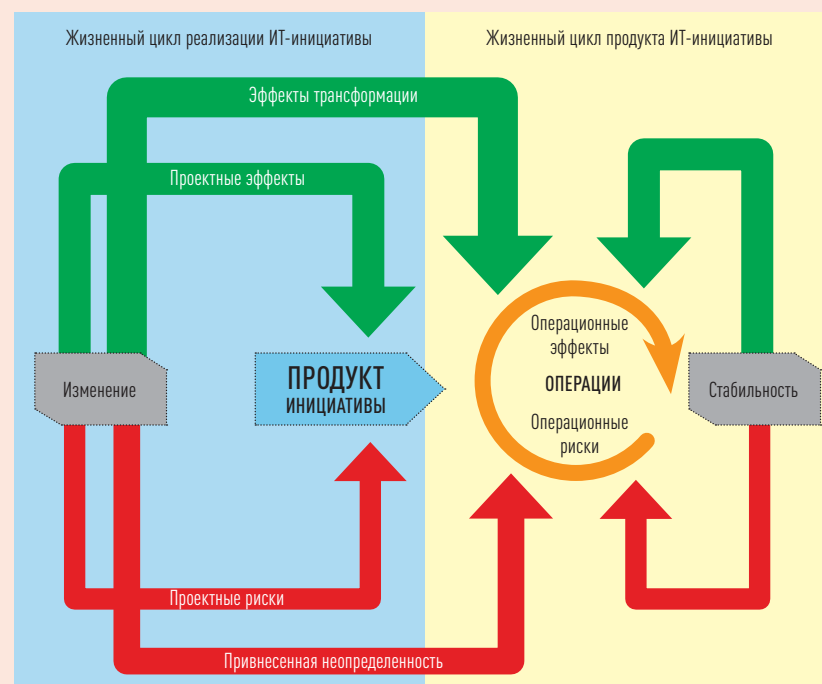 Жизненный цикл реализации ИТ-инициативы
Жизненный цикл продукта ИТ-инициативы
Эффекты трансформации
Проектные эффекты
Изменение
ПРОДУКТ
ИНИЦИАТИВЫ
Операционные
эффекты
ОПЕРАЦИИ
Операционные
риски
Стабильность
Проектные риски
Привнесенная неопределенность